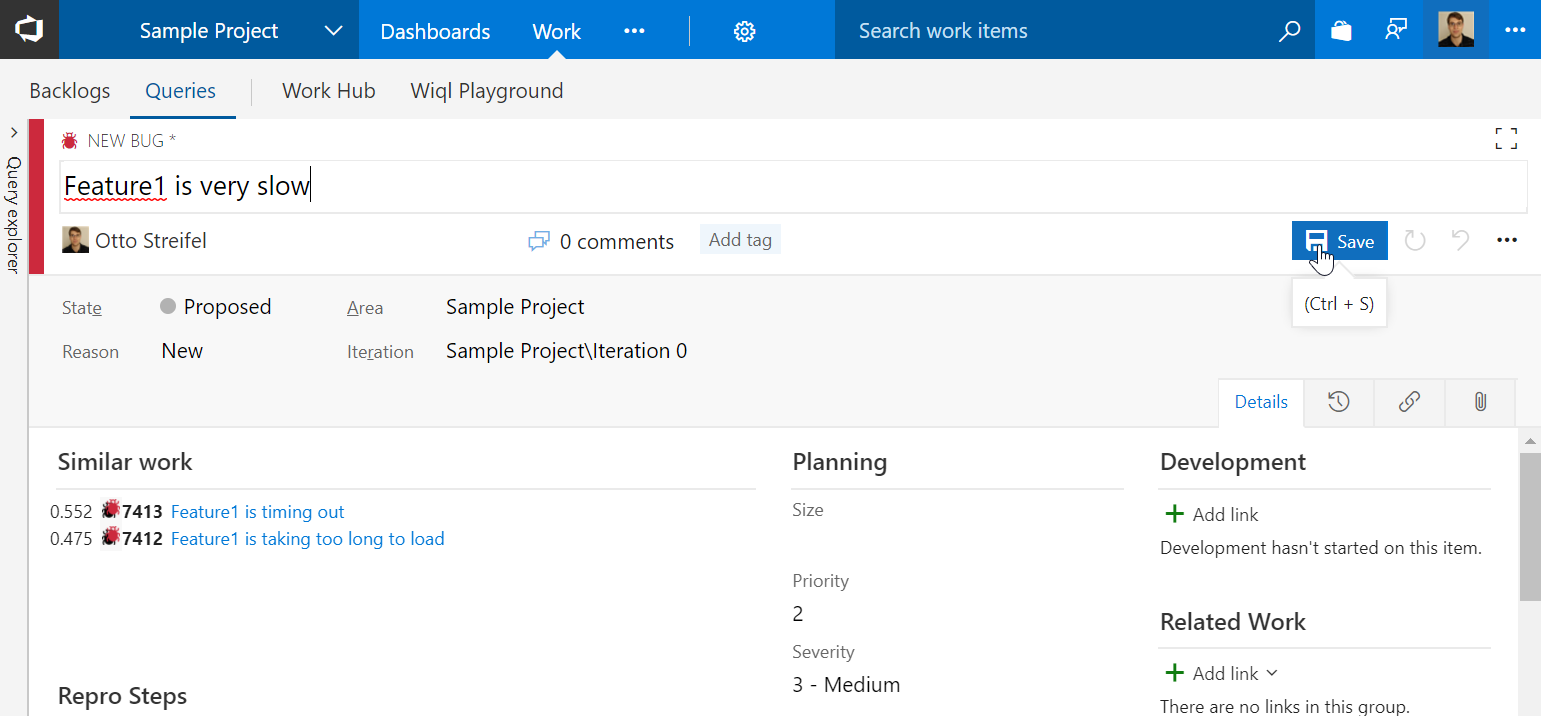 Sample Project Dashboards Work Search work items
Backlogs Queries Work Hub Wiql Playground
Query explorer
NEW BUG *
Feature1 is very slow
Otto Streifel 0 comments Add tag Save
(Ctrl + S)
State Proposed Area Sample Project
Reason New Iteration Sample Project\Iteration 0
Details
Similar work
0.552 7413 Feature1 is timing out
0.475 7412 Feature1 is taking too long to load
Repro Steps
Planning
Size
Priority
2
Severity
3 - Medium
Development
Add link
Development hasn't started on this item.
Related Work
Add link
There are no links in this group.